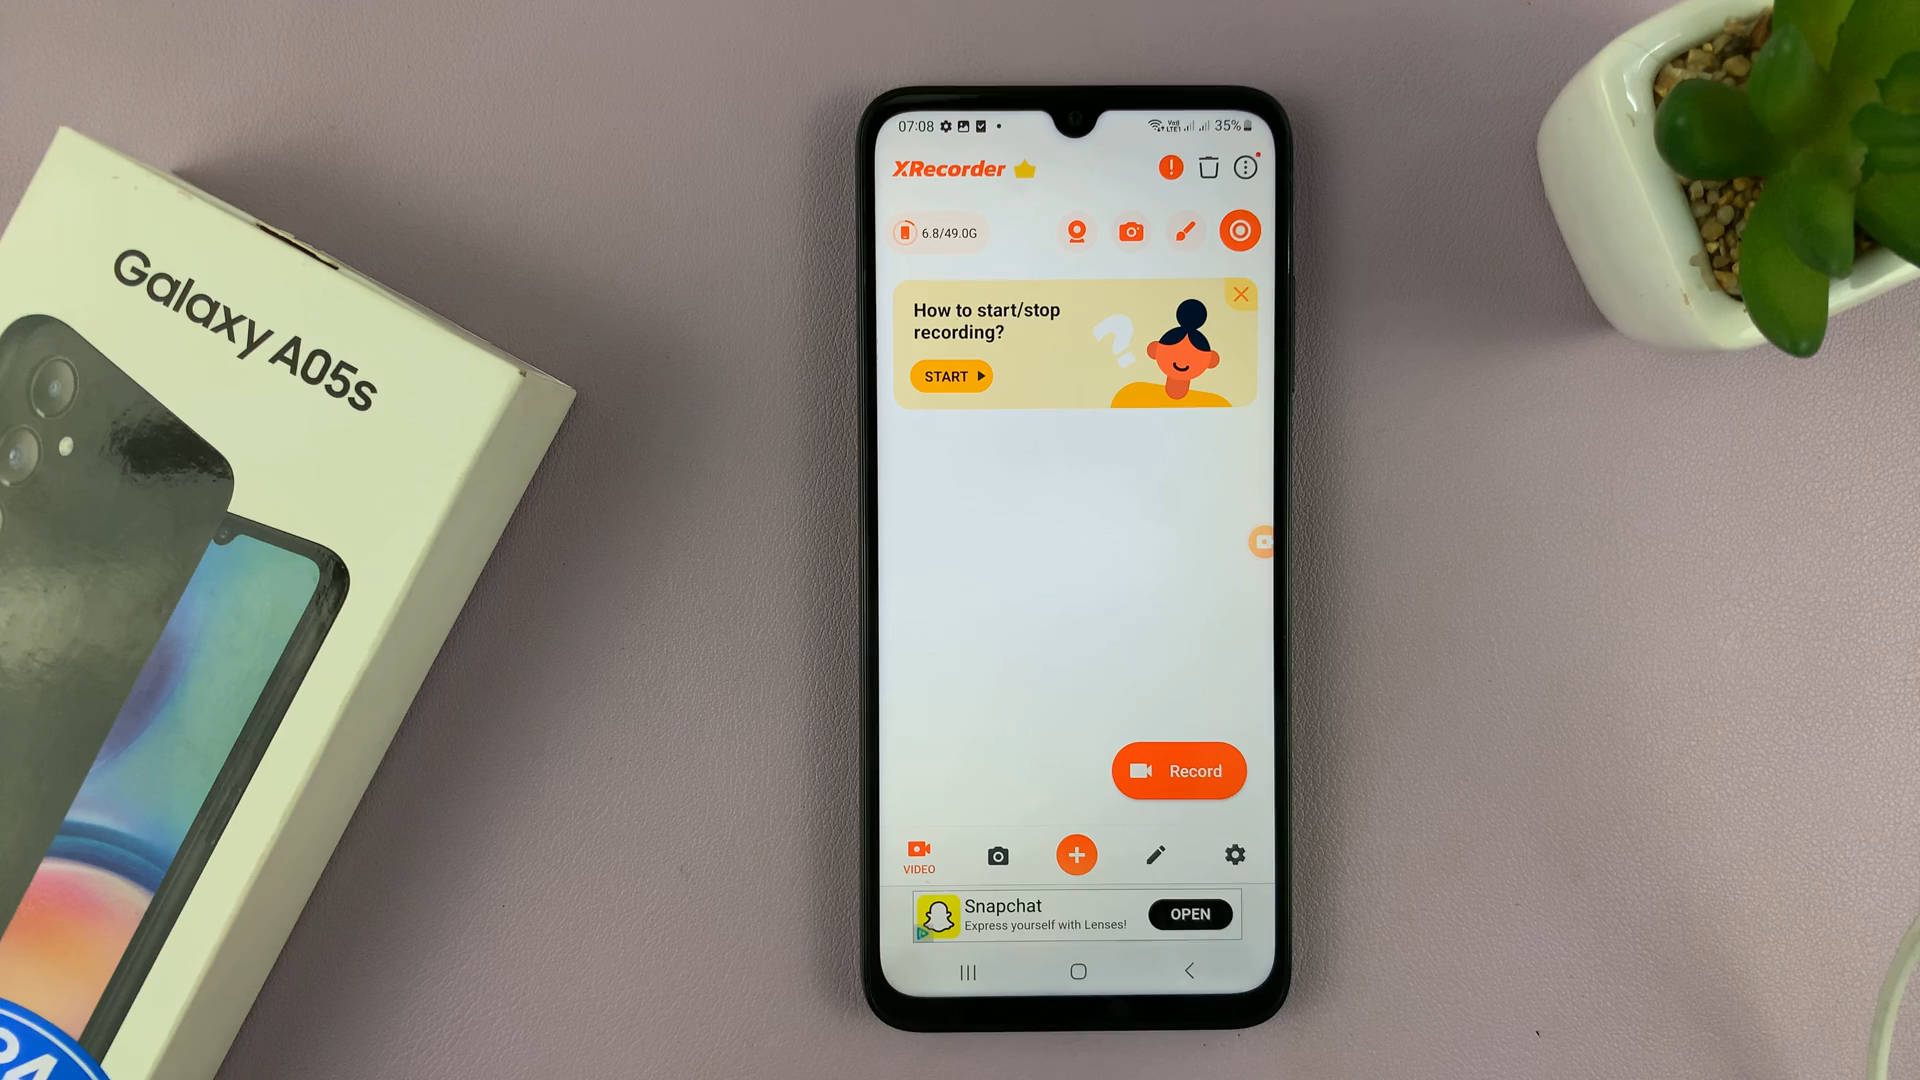 Galaxy A05s
07:08
35%
XRecorder
6.8/49.0G
How to start/stop
recording?
START
Record
VIDEO
Snapchat
Express yourself with Lenses!
OPEN